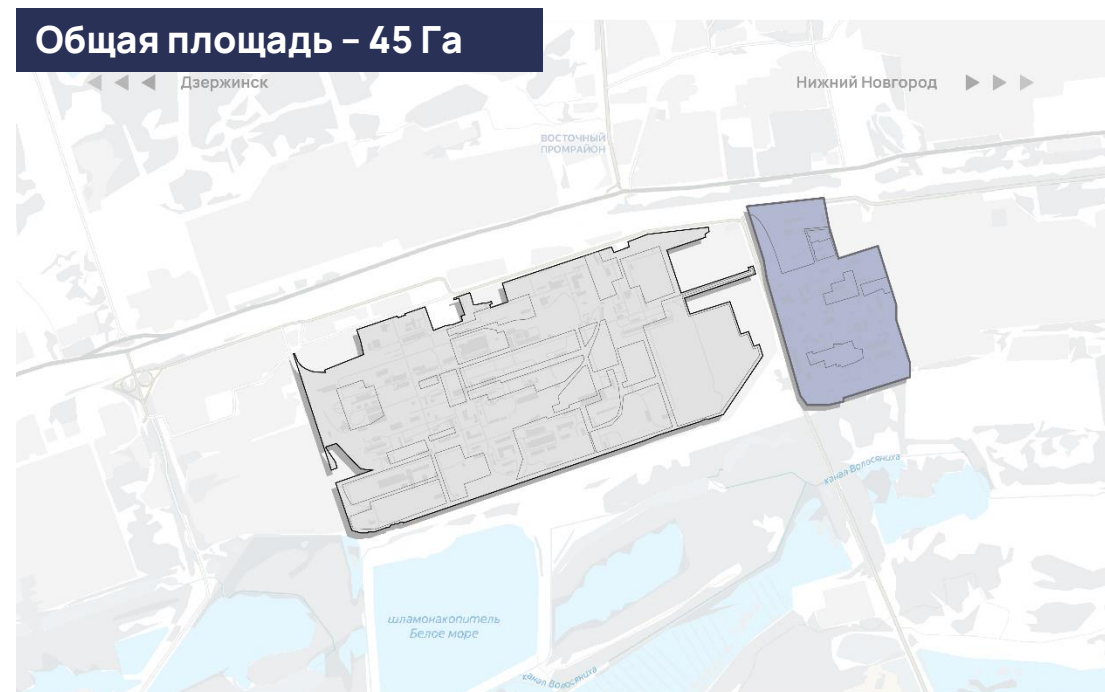 Общая площадь – 45 Га
Дзержинск
Нижний Новгород
ВОСТОЧНЫЙ
ПРОМРАЙОН
канал Волосяниха
шламонакопитель
Белое море
канал Волосяниха